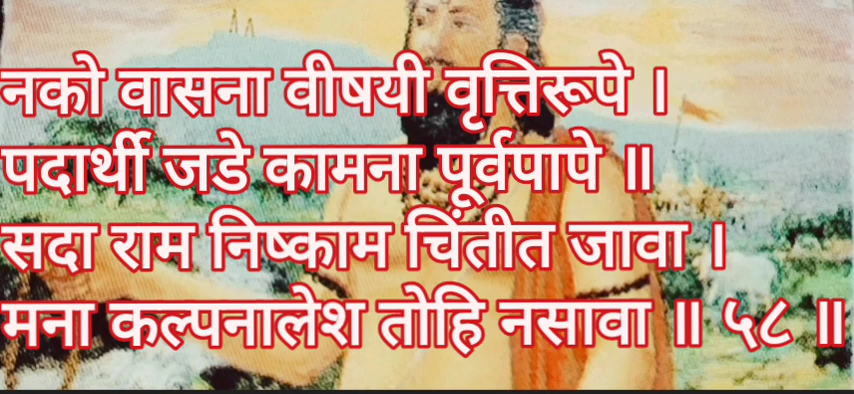 नको वासना वीषयी वृत्तिरूपे ।
पदार्थी जडे कामना पूर्वपापे ॥
सदा राम निष्काम चिंतीत जावा ।
मना कल्पनालेश तोहि नसावा ॥ ५८ ॥